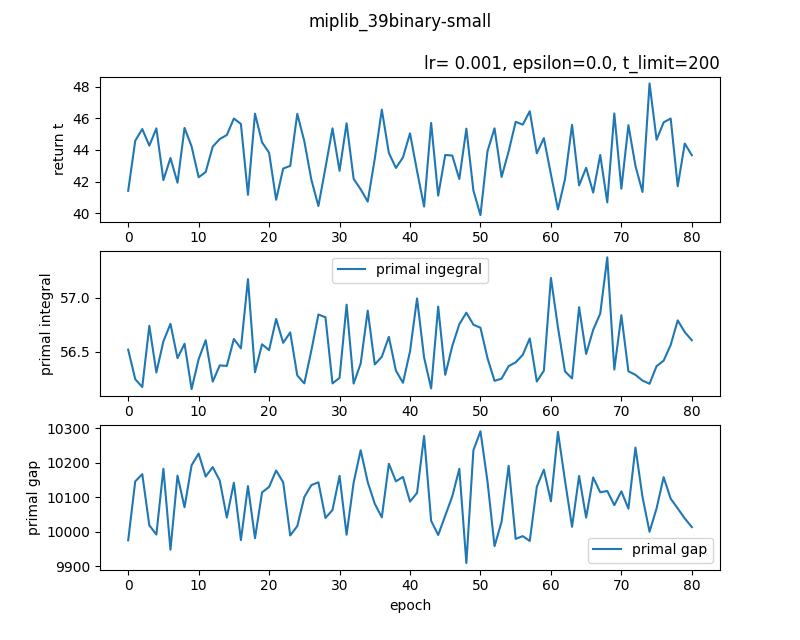 miplib_39binary-small
lr= 0.001, epsilon=0.0, t_limit=200
return t
48
46
44
42
40
0 10 20 30 40 50 60 70 80
primal integral
primal ingegral
57.0
56.5
0 10 20 30 40 50 60 70 80
primal gap
10300
10200
10100
10000
9900
primal gap
0 10 20 30 40 50 60 70 80
epoch